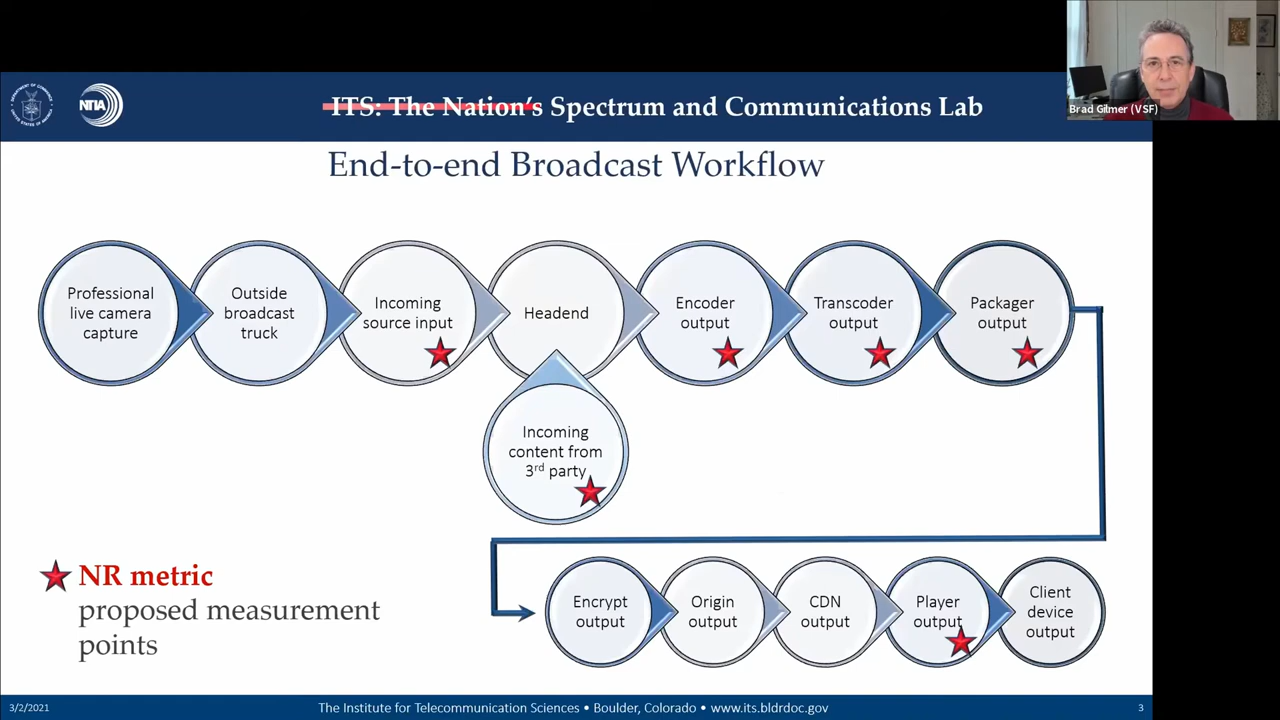 Brad Gilmer (VSF)
NTIA
ITS: The Nation's Spectrum and Communications Lab
End-to-end Broadcast Workflow
Professional
live camera
capture
Outside
broadcast
truck
Incoming
source input
Headend
Encoder
output
Transcoder
output
Packager
output
Incoming
content from
3rd party
NR metric
proposed measurement
points
Encrypt
output
Origin
output
CDN
output
Player
output
Client
device
output
3/2/2021
The Institute for Telecommunication Sciences • Boulder, Colorado • www.its.bldrdoc.gov
3